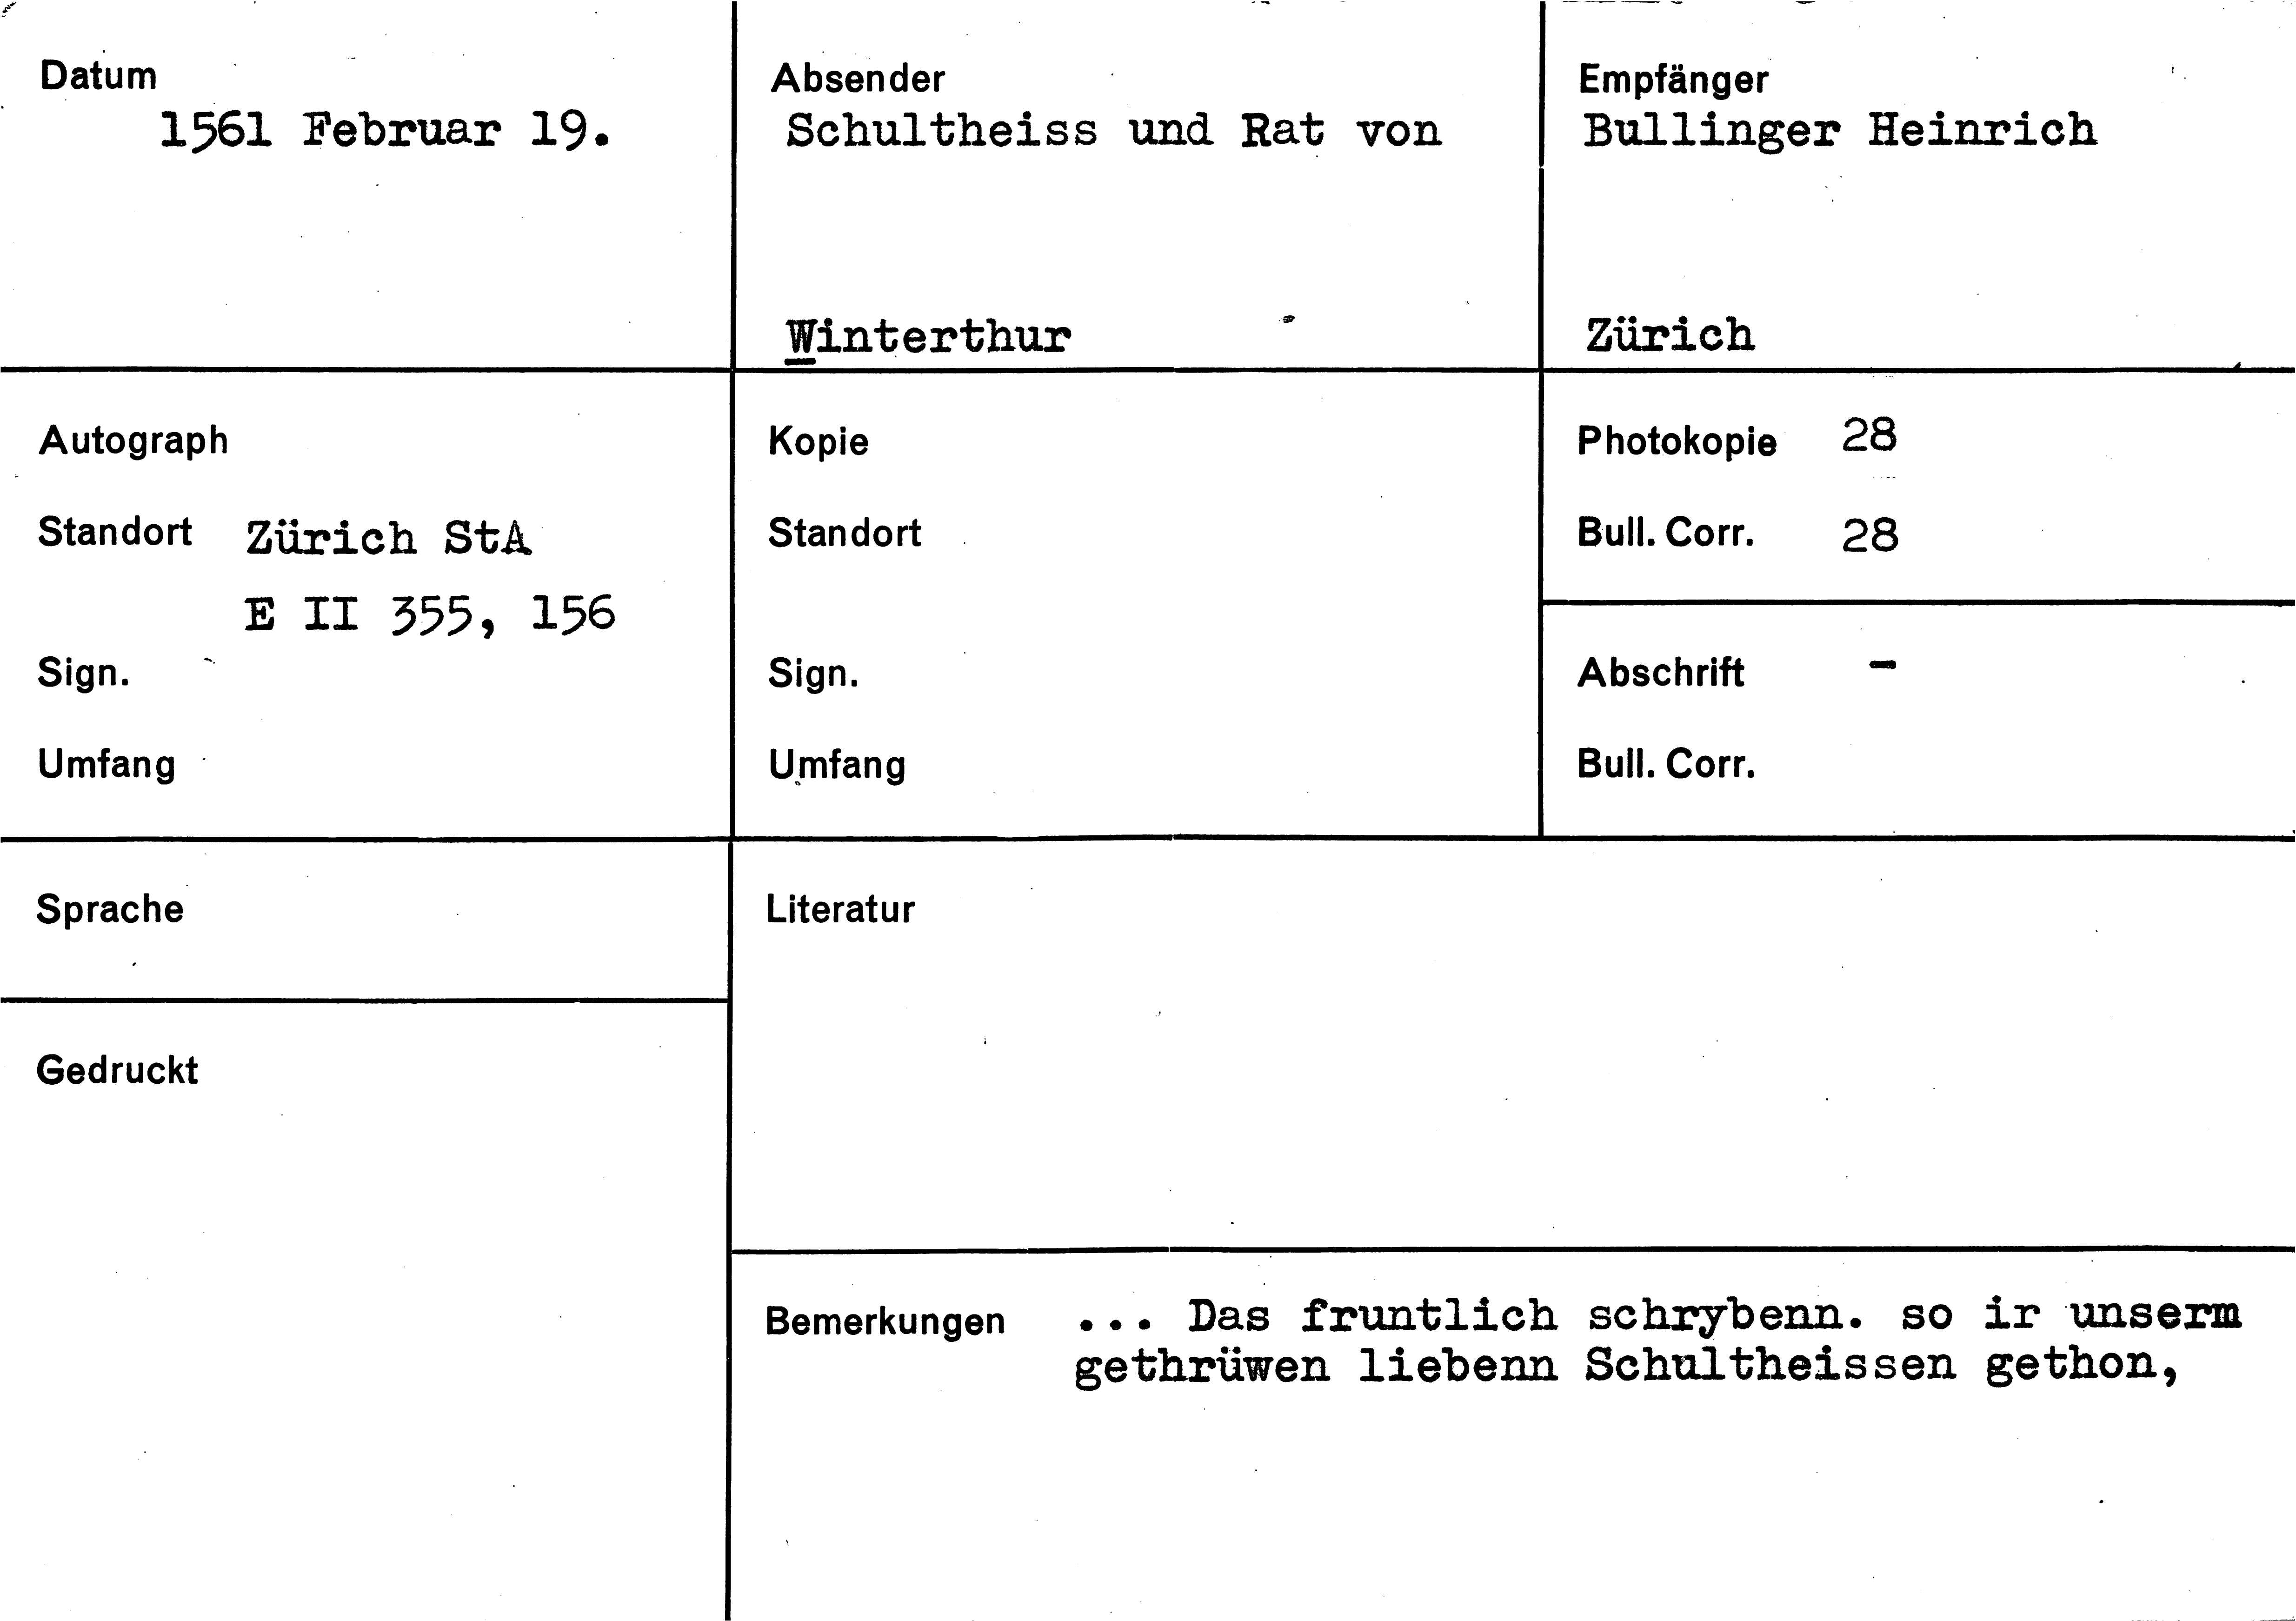 Datum
1561 Februar 19.
Absender
Schultheiss und Rat von
Winterthur
Empfänger
Bullinger Heinrich
Zürich
Autograph
Standort Zürich StA
E II 355, 156
Sign.
Umfang
Kopie
Standort
Sign.
Umfang
Photokopie 28
Bull. Corr. 28
Abschrift -
Bull. Corr.
Sprache
Gedruckt
Literatur
Bemerkungen ... Das fruntlich schrybenn. so ir unserm
gethrüwen liebenn Schultheissen gethon,